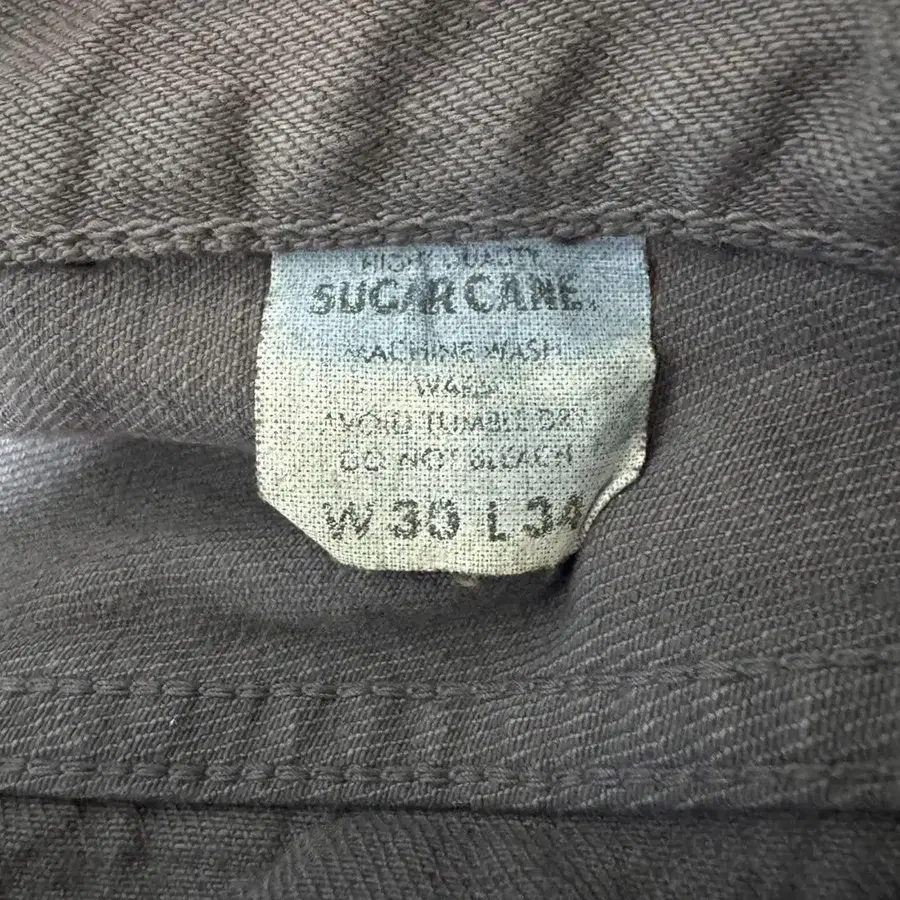 HIGH QUALITY
SUGAR CANE.
MACHINE WASH
WARM
AVOID TUMBLE DRY
DO NOT BLEACH
W 30 L 34